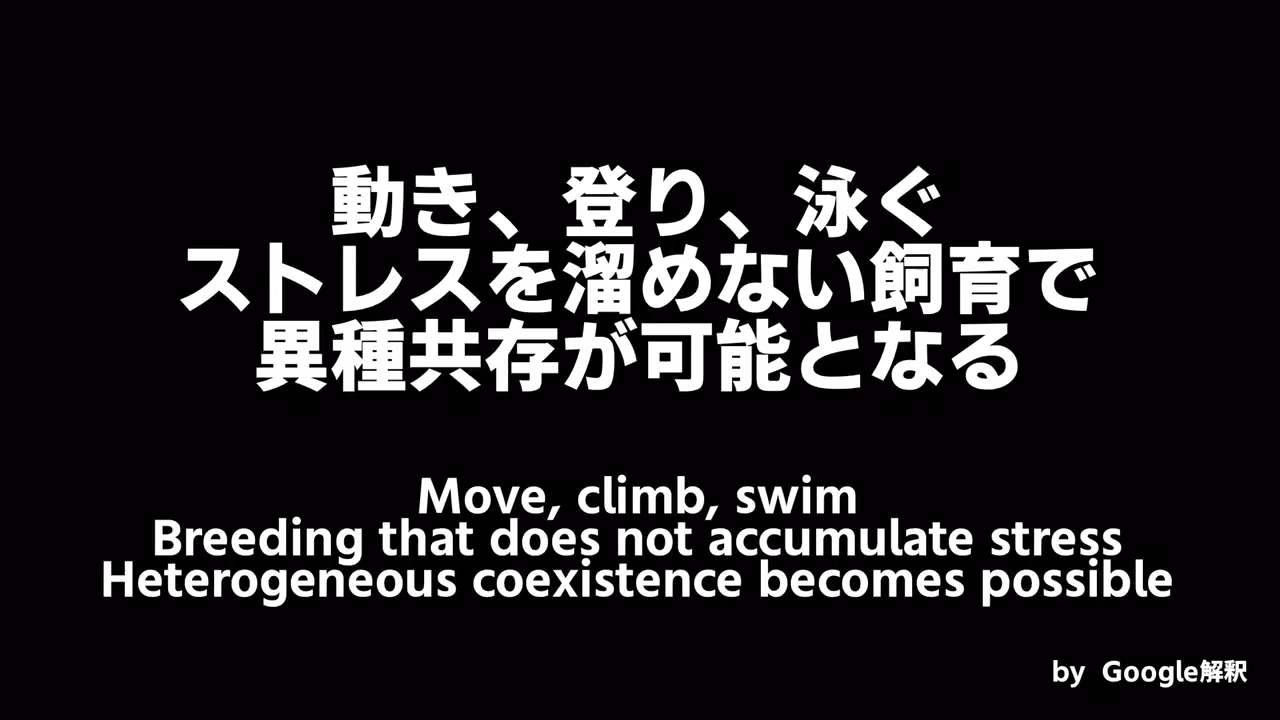 動き、登り、泳ぐ
ストレスを溜めない飼育で
異種共存が可能となる
Move, climb, swim
Breeding that does not accumulate stress
Heterogeneous coexistence becomes possible
by Google解釈